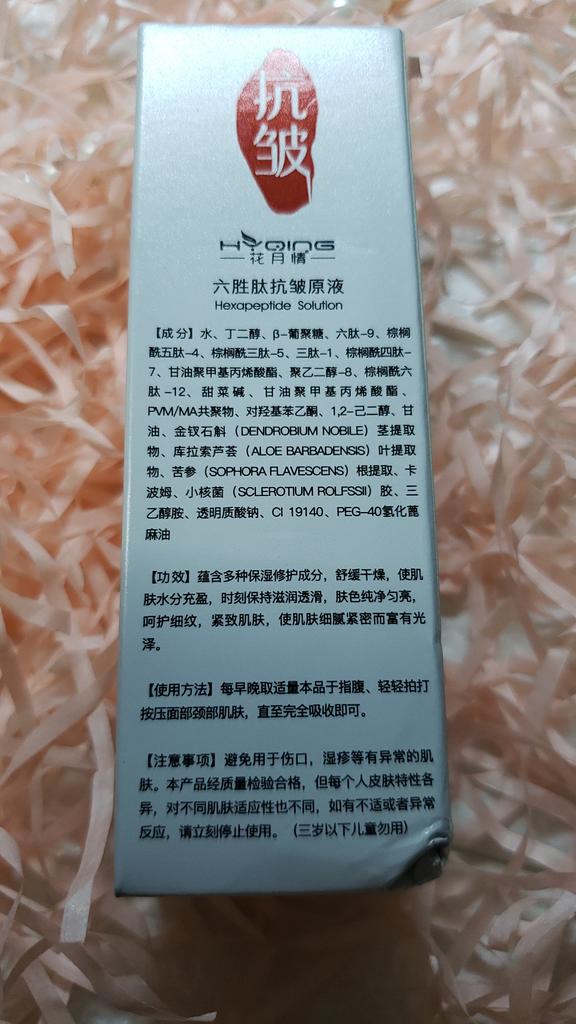 抗
皱
HYQING
花月情
六胜肽抗皱原液
Hexapeptide Solution
【成分】水、丁二醇、β-葡聚糖、六肽-9、棕榈
酰五肽-4、棕榈酰三肽-5、三肽-1、棕榈酰四肽-
7、甘油聚甲基丙烯酸酯、聚乙二醇-8、棕榈酰六
肽-12、甜菜碱、甘油聚甲基丙烯酸酯、
PVM/MA共聚物、对羟基苯乙酮、1,2-己二醇、甘
油、金钗石斛（DENDROBIUM NOBILE）茎提取
物、库拉索芦荟（ALOE BARBADENSIS）叶提取
物、苦参（SOPHORA FLAVESCENS）根提取、卡
波姆、小核菌（SCLEROTIUM ROLFSSII）胶、三
乙醇胺、透明质酸钠、CI 19140、PEG-40氢化蓖
麻油
【功效】蕴含多种保湿修护成分，舒缓干燥，使肌
肤水分充盈，时刻保持滋润透滑，肤色纯净匀亮，
呵护细纹，紧致肌肤，使肌肤细腻紧密而富有光
泽。
【使用方法】每早晚取适量本品于指腹、轻轻拍打
按压面部颈部肌肤，直至完全吸收即可。
【注意事项】避免用于伤口，湿疹等有异常的肌
肤。本产品经质量检验合格，但每个人皮肤特性各
异，对不同肌肤适应性也不同，如有不适或者异常
反应，请立刻停止使用。（三岁以下儿童勿用）